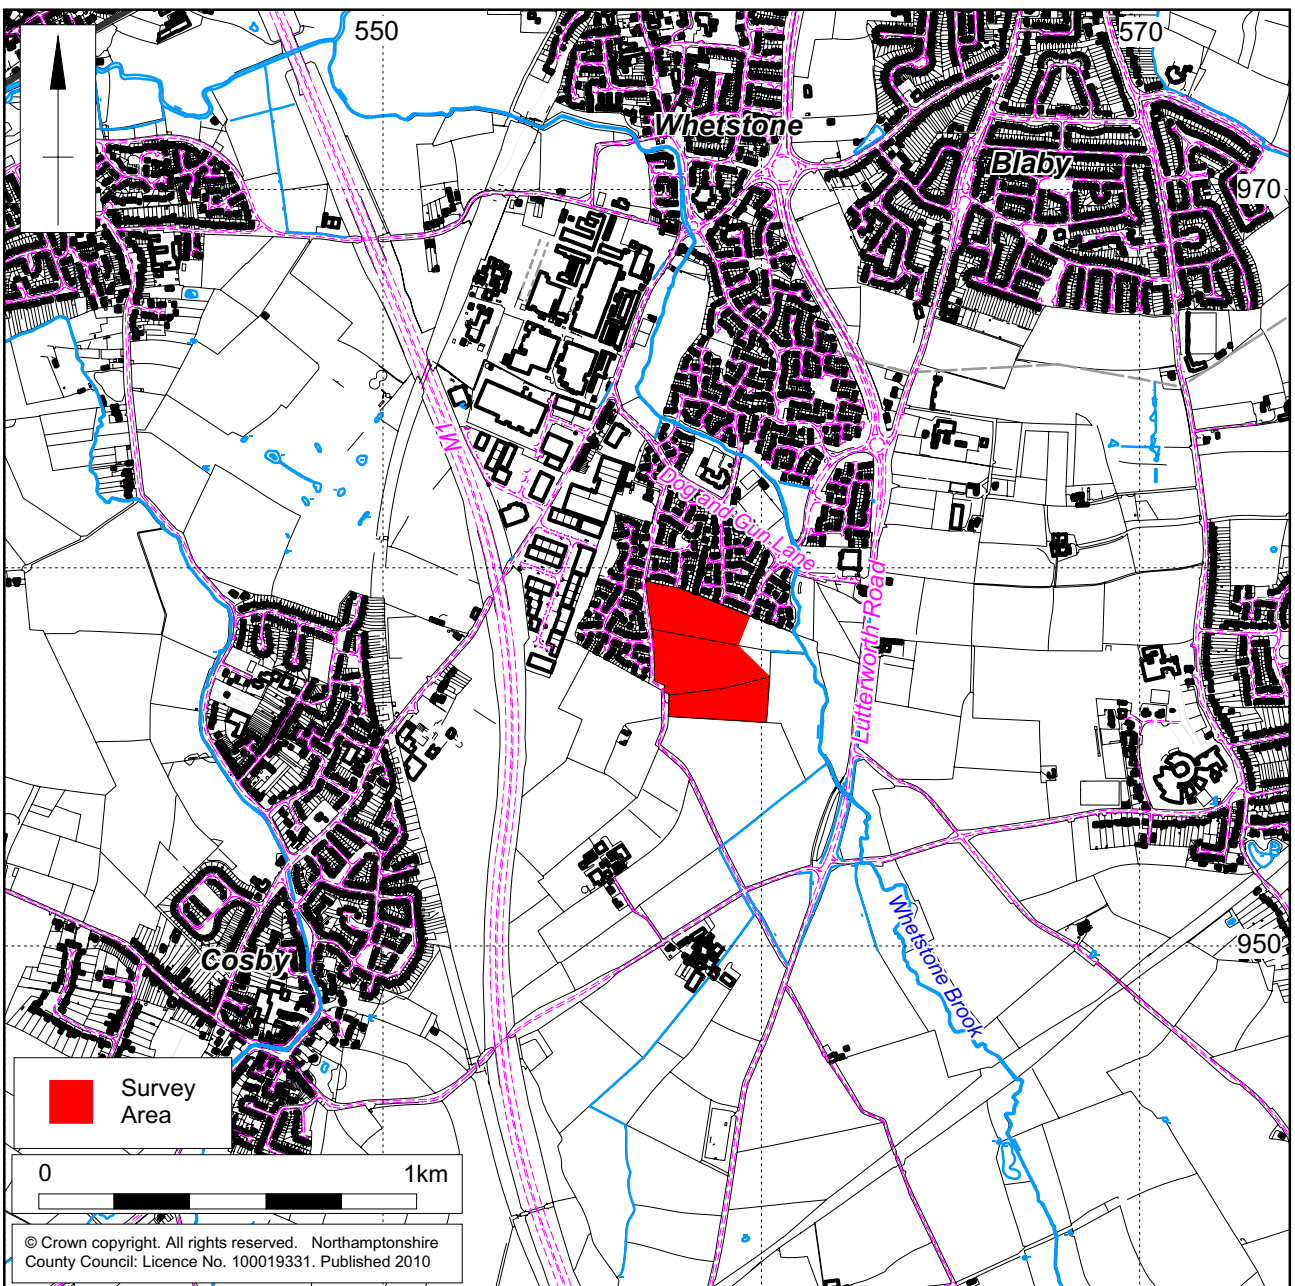 550
570
Whetstone
Blaby
970
M1
Dog and Gun Lane
Lutterworth Road
Whetstone Brook
950
Cosby
Survey
Area
0 1km
© Crown copyright. All rights reserved. Northamptonshire
County Council: Licence No. 100019331. Published 2010